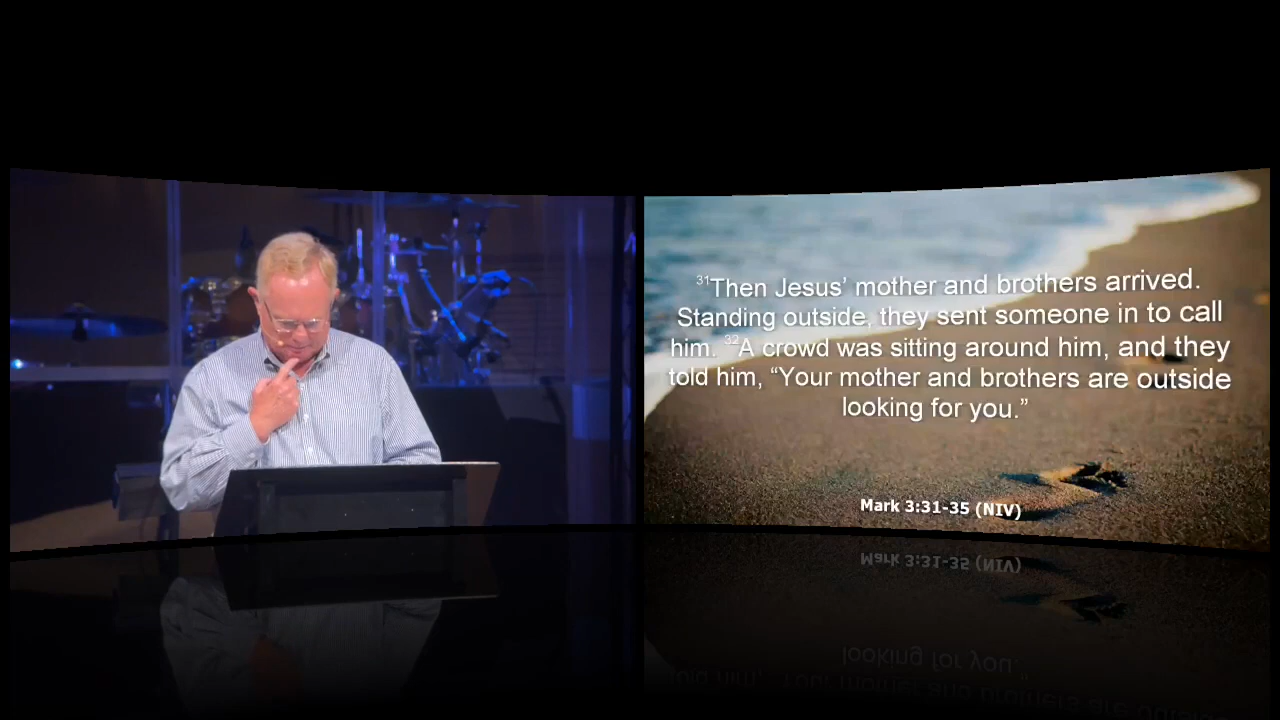 ³¹Then Jesus’ mother and brothers arrived.
Standing outside, they sent someone in to call
him. ³²A crowd was sitting around him, and they
told him, “Your mother and brothers are outside
looking for you.”
Mark 3:31-35 (NIV)